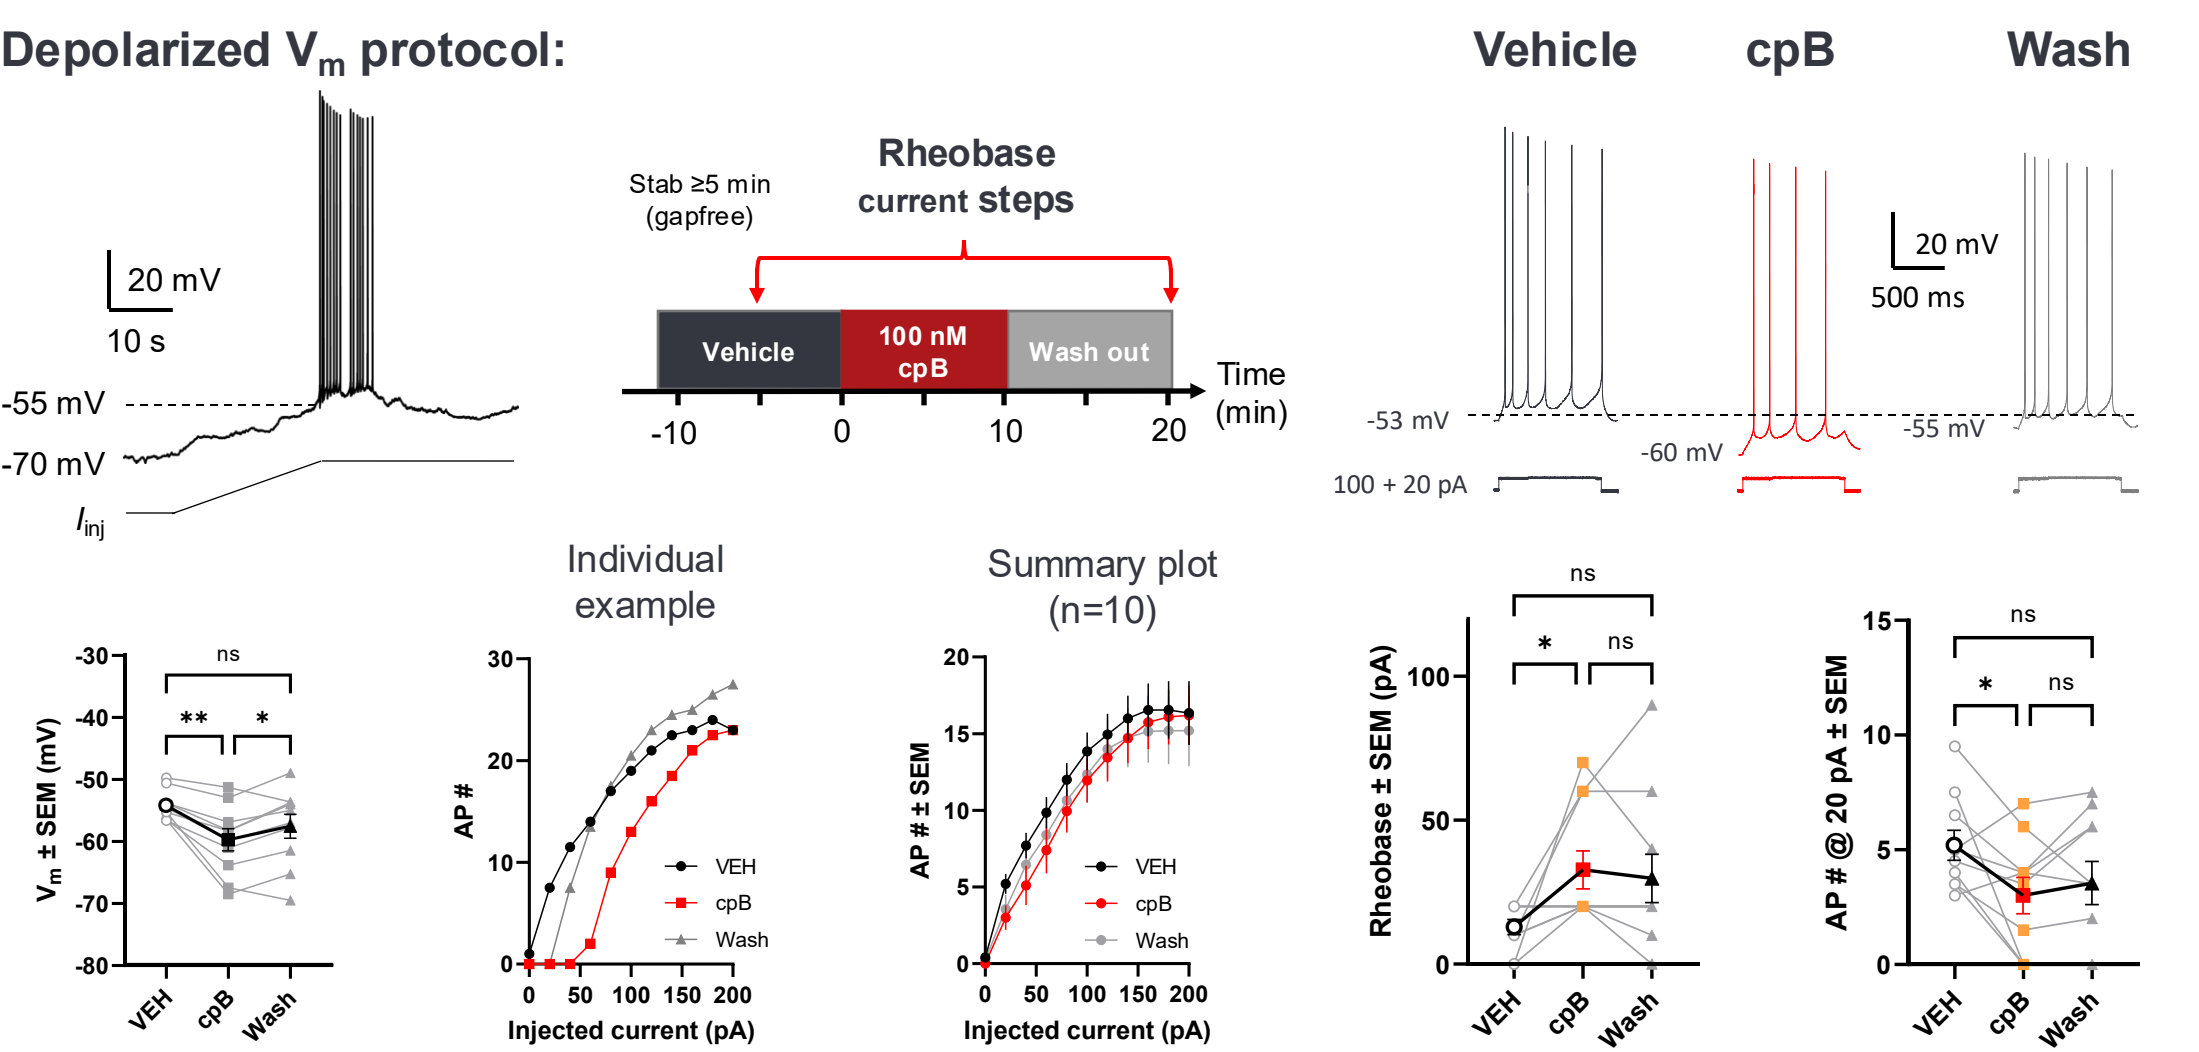 Depolarized Vm protocol:
20 mV
10 s
-55 mV
-70 mV
Iinj
Stab ≥5 min
(gapfree)
Rheobase
current steps
Vehicle
100 nM
cpB
Wash out
Time
(min)
-10
0
10
20
Vehicle
cpB
Wash
20 mV
500 ms
-53 mV
-60 mV
-55 mV
100 + 20 pA
ns
**
*
-30
-40
-50
-60
-70
-80
Vm ± SEM (mV)
VEH
cpB
Wash
Individual
example
30
20
10
0
AP #
VEH
cpB
Wash
0
50
100
150
200
Injected current (pA)
Summary plot
(n=10)
20
15
10
5
0
AP # ± SEM
VEH
cpB
Wash
0
50
100
150
200
Injected current (pA)
ns
*
ns
100
50
0
Rheobase ± SEM (pA)
VEH
cpB
Wash
ns
*
ns
15
10
5
0
AP # @ 20 pA ± SEM
VEH
cpB
Wash